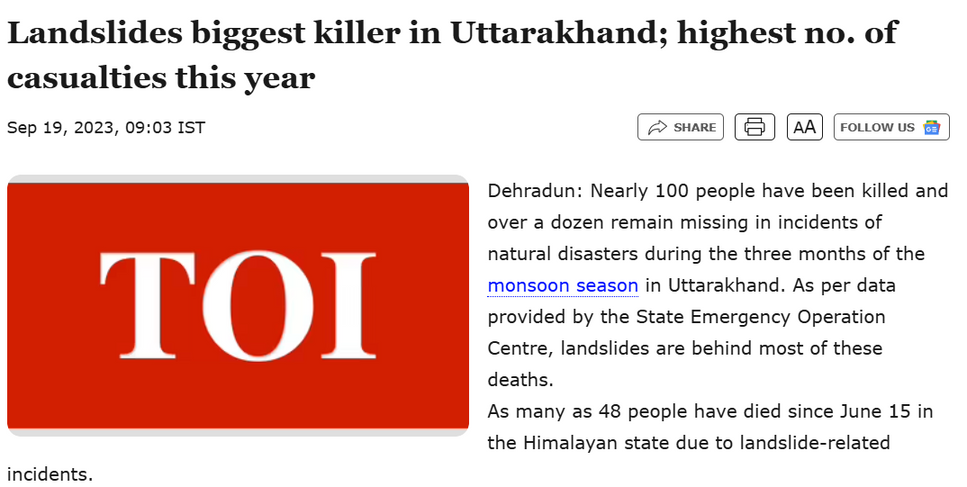 Landslides biggest killer in Uttarakhand; highest no. of
casualties this year
Sep 19, 2023, 09:03 IST
SHARE
AA
FOLLOW US
GE
TOI
Dehradun: Nearly 100 people have been killed and
over a dozen remain missing in incidents of
natural disasters during the three months of the
monsoon season in Uttarakhand. As per data
provided by the State Emergency Operation
Centre, landslides are behind most of these
deaths.
As many as 48 people have died since June 15 in
the Himalayan state due to landslide-related
incidents.